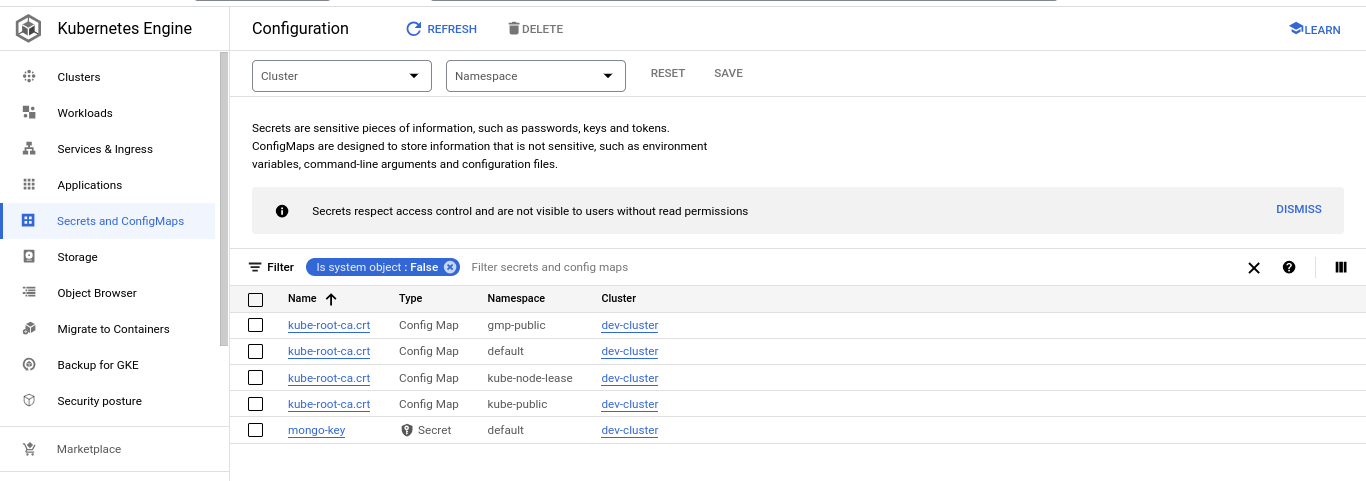 Kubernetes Engine
Configuration
REFRESH
DELETE
LEARN
Clusters
Workloads
Services & Ingress
Applications
Secrets and ConfigMaps
Storage
Object Browser
Migrate to Containers
Backup for GKE
Security posture
Marketplace
Cluster
Namespace
RESET
SAVE
Secrets are sensitive pieces of information, such as passwords, keys and tokens.
ConfigMaps are designed to store information that is not sensitive, such as environment
variables, command-line arguments and configuration files.
Secrets respect access control and are not visible to users without read permissions
DISMISS
Filter
Is system object : False
Filter secrets and config maps
Name Type Namespace Cluster
kube-root-ca.crt Config Map gmp-public dev-cluster
kube-root-ca.crt Config Map default dev-cluster
kube-root-ca.crt Config Map kube-node-lease dev-cluster
kube-root-ca.crt Config Map kube-public dev-cluster
mongo-key Secret default dev-cluster